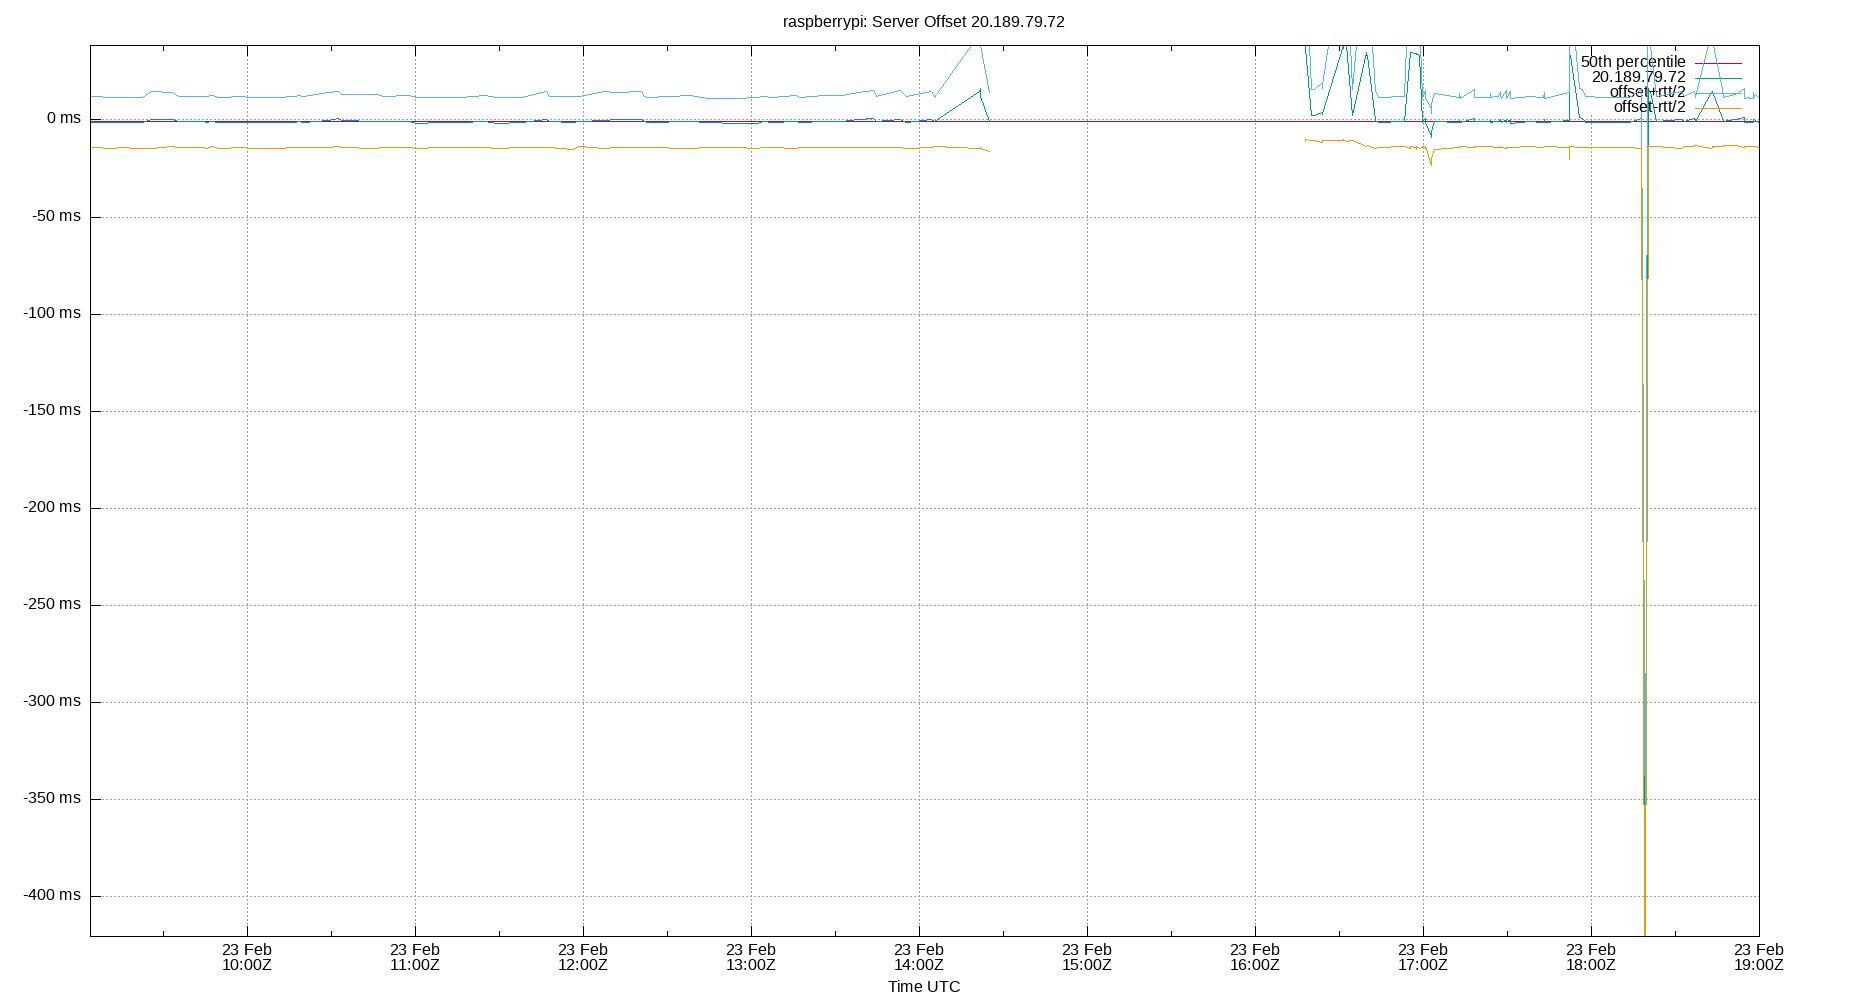 raspberrypi: Server Offset 20.189.79.72
50th percentile
20.189.79.72
offset+rtt/2
offset-rtt/2
0 ms
-50 ms
-100 ms
-150 ms
-200 ms
-250 ms
-300 ms
-350 ms
-400 ms
23 Feb 23 Feb 23 Feb 23 Feb 23 Feb 23 Feb 23 Feb 23 Feb 23 Feb 23 Feb
10:00Z 11:00Z 12:00Z 13:00Z 14:00Z 15:00Z 16:00Z 17:00Z 18:00Z 19:00Z
Time UTC